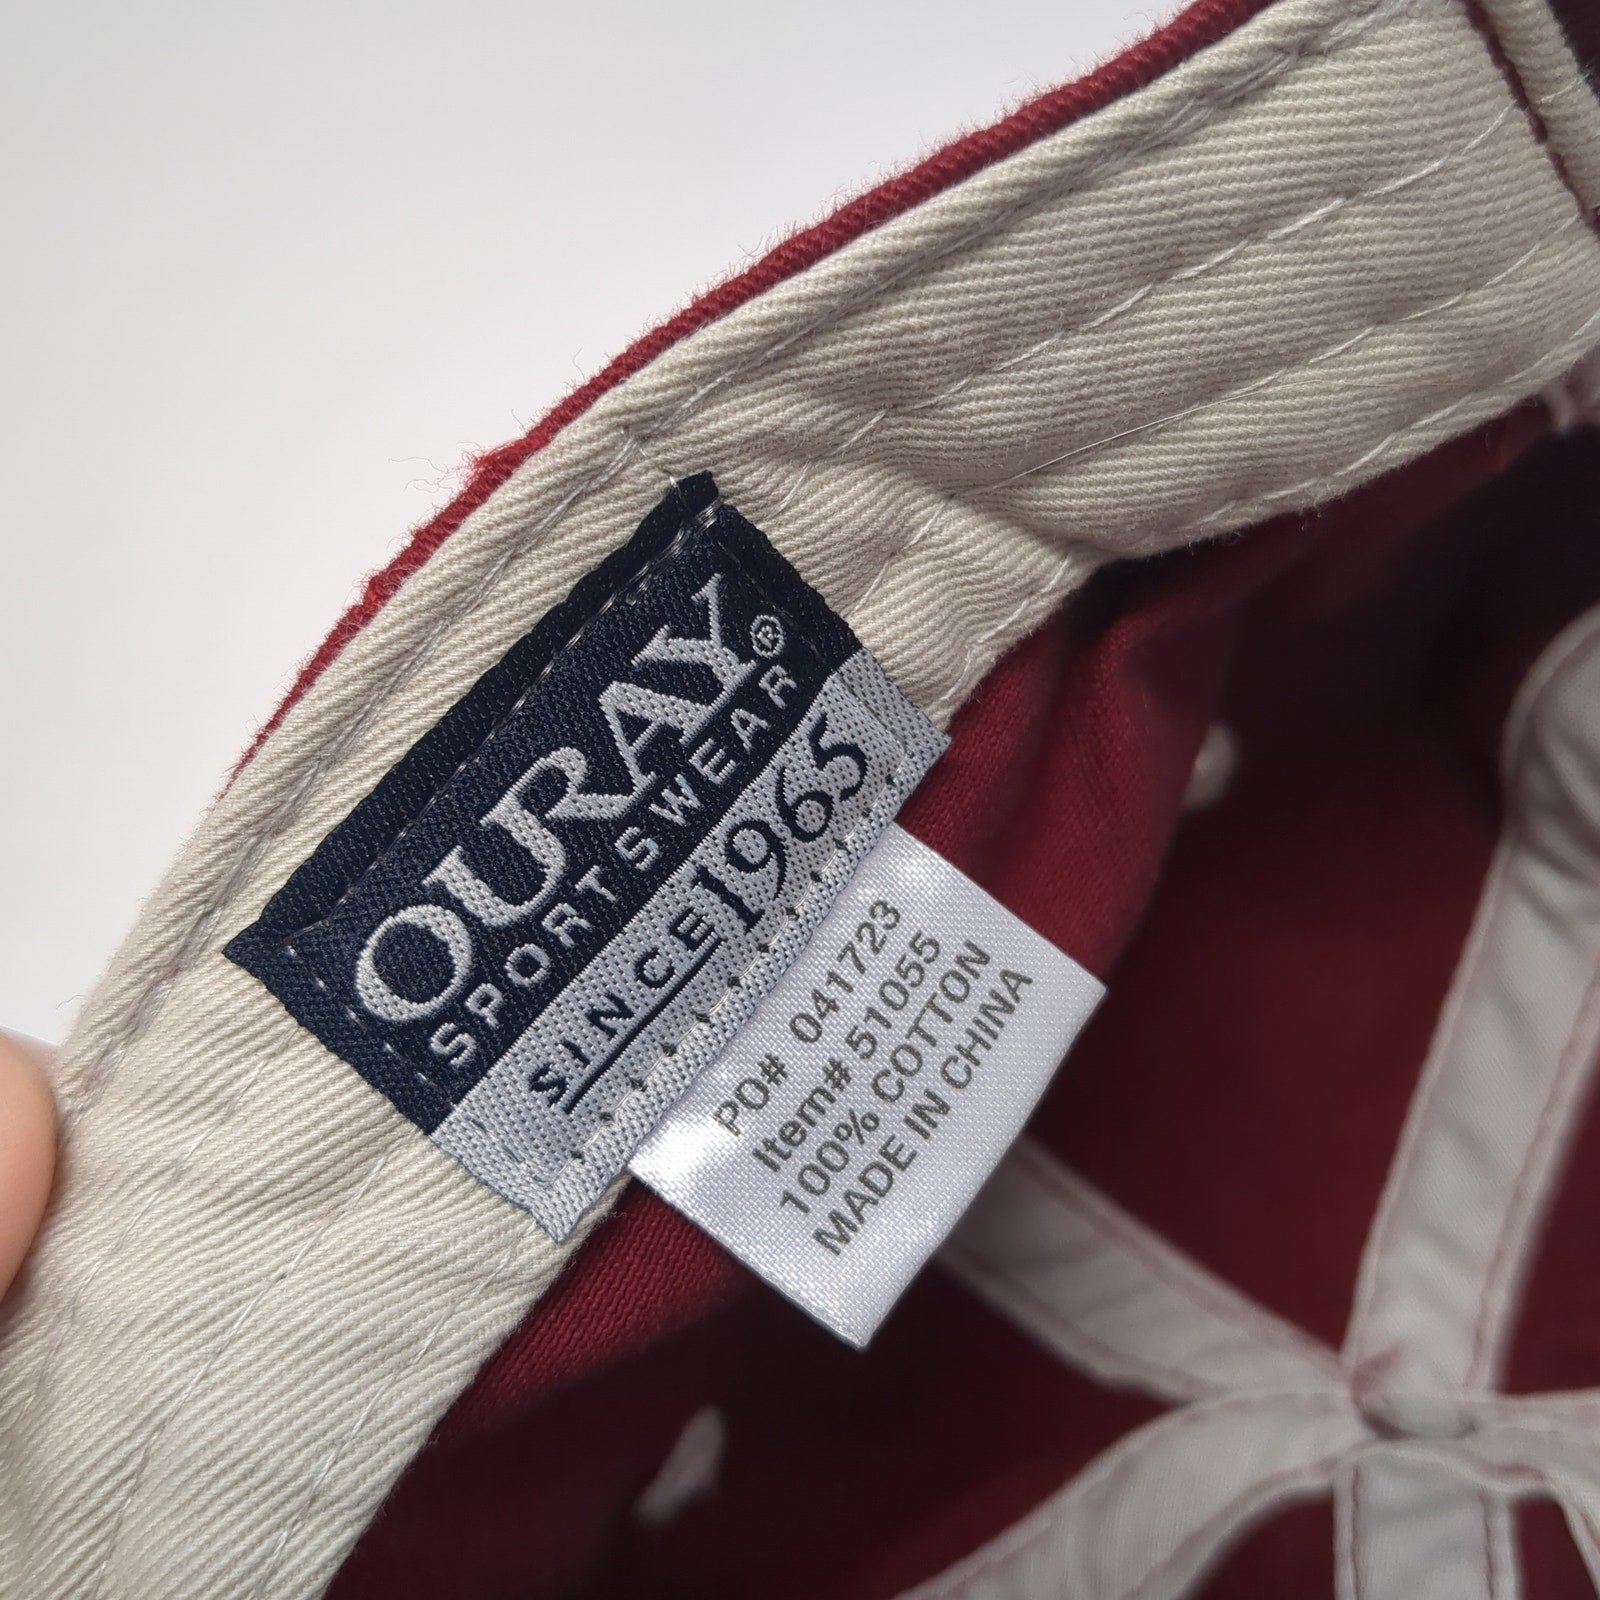 OURAY®
SPORTSWEAR
SINCE 1965
PO# 041723
Item# 51055
100% COTTON
MADE IN CHINA